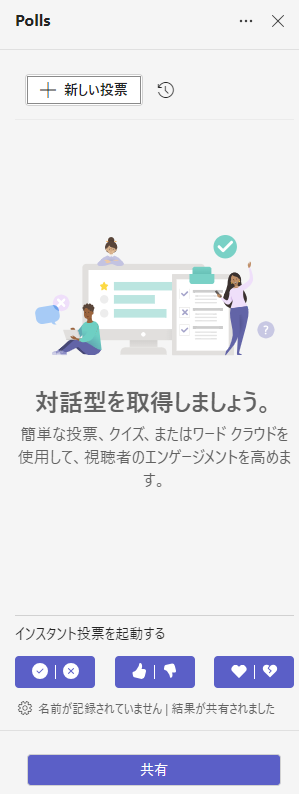 Polls
新しい投票
対話型を取得しましょう。
簡単な投票、クイズ、またはワード クラウドを
使用して、視聴者のエンゲージメントを高めま
す。
インスタント投票を起動する
名前が記録されていません | 結果が共有されました
共有